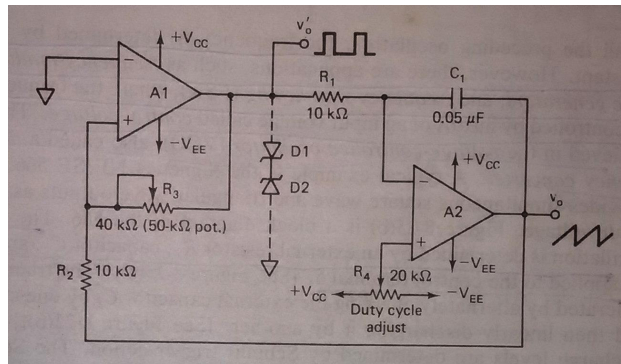 v'o
+VCC
−
A1
+
−VEE
R1
10 kΩ
C1
0.05 μF
D1
D2
R3
40 kΩ (50-kΩ pot.)
R2
10 kΩ
+VCC
−
A2
+
−VEE
vo
R4
20 kΩ
+VCC
−VEE
Duty cycle
adjust